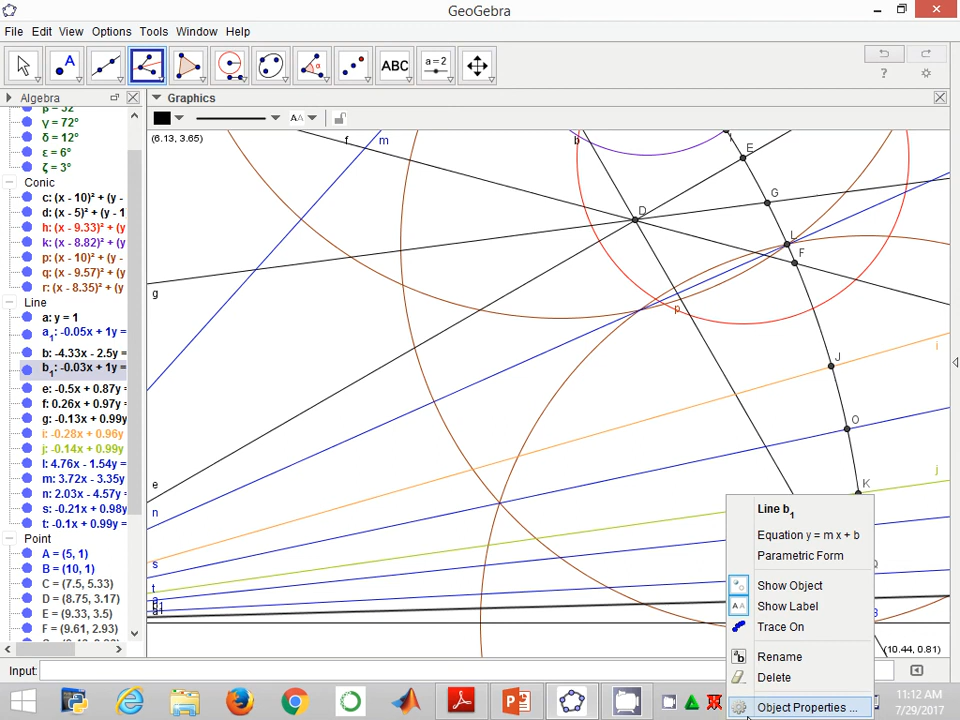 GeoGebra
File Edit View Options Tools Window Help
ABC
a = 2
Algebra
Graphics
AA
γ = 72°
δ = 12°
ε = 6°
ζ = 3°
Conic
c: (x - 10)² + (y -
d: (x - 5)² + (y - 1
h: (x - 9.33)² + (y
k: (x - 8.82)² + (y
p: (x - 10)² + (y -
q: (x - 9.57)² + (y
r: (x - 8.35)² + (y
Line
a: y = 1
a₁: -0.05x + 1y =
b: -4.33x - 2.5y =
b₁: -0.03x + 1y =
e: -0.5x + 0.87y =
f: 0.26x + 0.97y =
g: -0.13x + 0.99y
i: -0.28x + 0.96y
j: -0.14x + 0.99y
l: 4.76x - 1.54y =
m: 3.72x - 3.35y
n: 2.03x - 4.57y
s: -0.21x + 0.98y
t: -0.1x + 0.99y =
Point
A = (5, 1)
B = (10, 1)
C = (7.5, 5.33)
D = (8.75, 3.17)
E = (9.33, 3.5)
F = (9.61, 2.93)
(6.13, 3.65)
f
m
b
E
G
D
L
F
g
p
i
J
O
e
n
j
K
s
t
(10.44, 0.81)
Line b₁
Equation y = m x + b
Parametric Form
Show Object
AA Show Label
Trace On
ab Rename
Delete
Object Properties ...
Input:
11:12 AM
7/29/2017